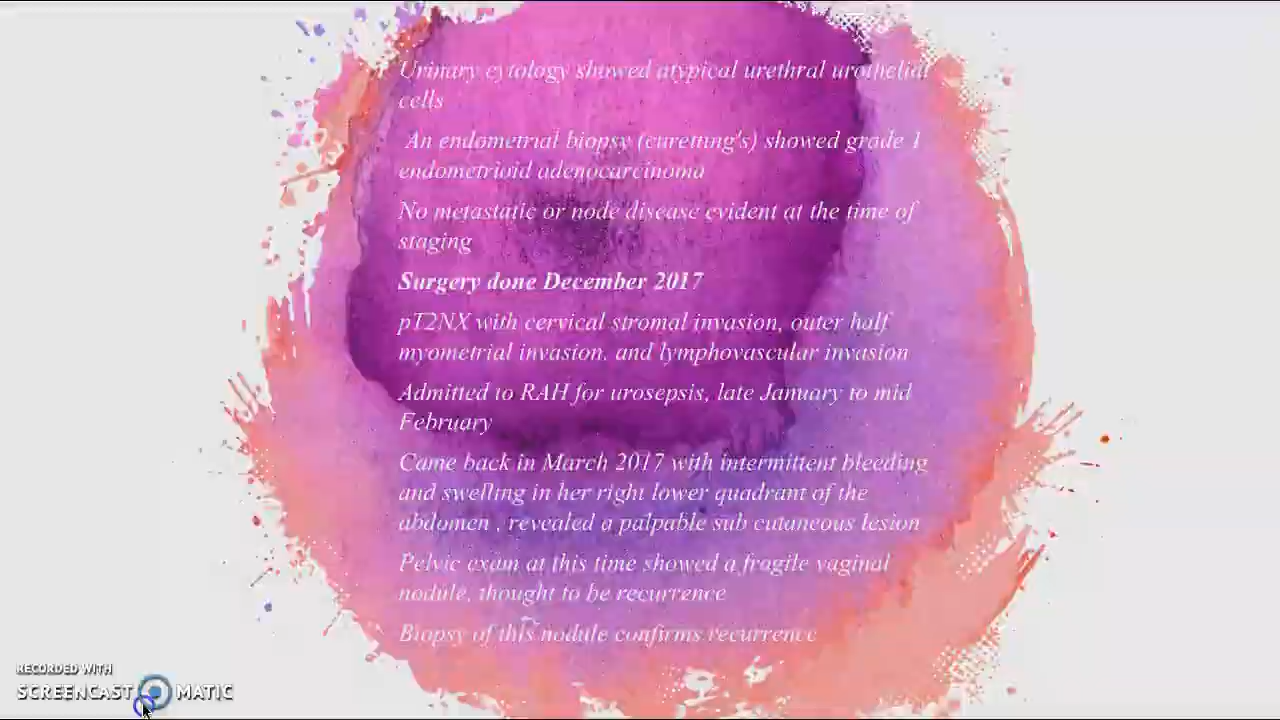 Urinary cytology showed atypical urethral urothelial
cells
An endometrial biopsy (curetting's) showed grade 1
endometrioid adenocarcinoma
No metastatic or node disease evident at the time of
staging
Surgery done December 2017
pT2NX with cervical stromal invasion, outer half
myometrial invasion, and lymphovascular invasion
Admitted to RAH for urosepsis, late January to mid
February
Came back in March 2017 with intermittent bleeding
and swelling in her right lower quadrant of the
abdomen , revealed a palpable sub cutaneous lesion
Pelvic exam at this time showed a fragile vaginal
nodule, thought to be recurrence
Biopsy of this nodule confirms recurrence
RECORDED WITH
SCREENCAST MATIC